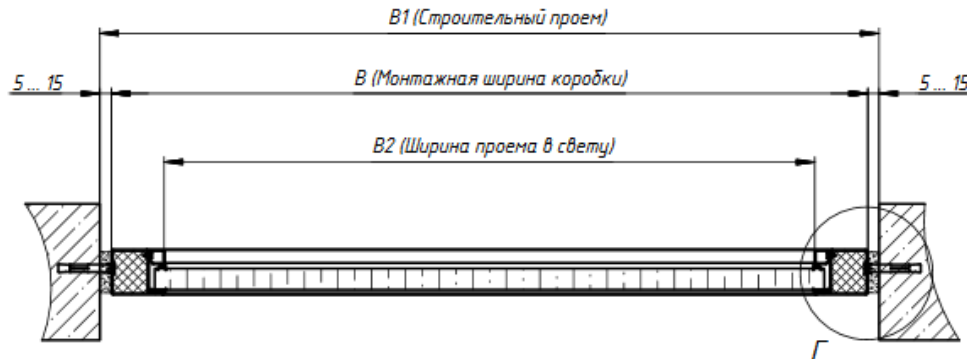 В1 (Строительный проем)
5 ... 15
В (Монтажная ширина коробки)
5 ... 15
В2 (Ширина проема в свету)
Г